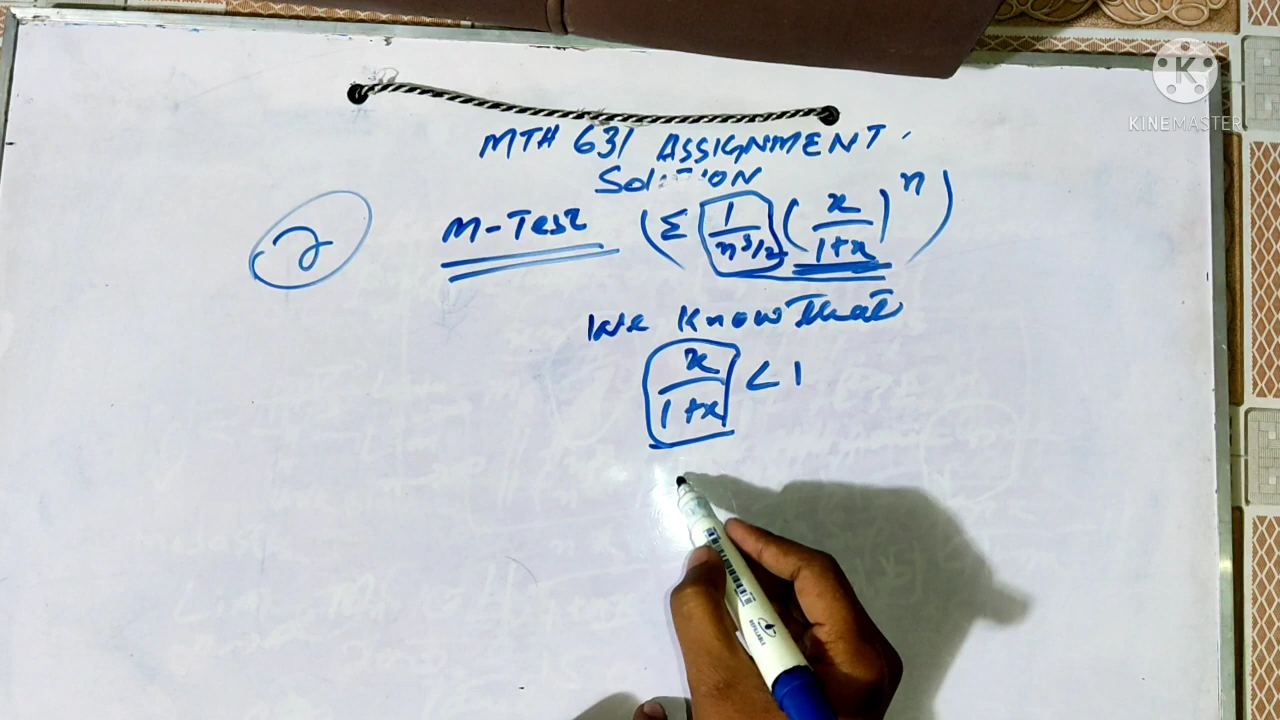 KINEMASTER
MTH 631 ASSIGNMENT
SOLUTION
2 M-Test (Σ 1/n^3/2 (x/1+x)^n)
We Know That
x/1+x < 1